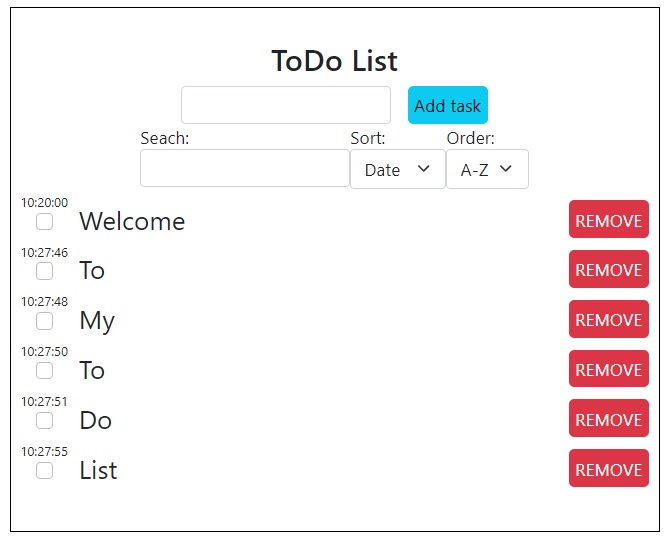 ToDo List
Add task
Seach: Sort: Order:
Date A-Z
10:20:00
Welcome REMOVE
10:27:46
To REMOVE
10:27:48
My REMOVE
10:27:50
To REMOVE
10:27:51
Do REMOVE
10:27:55
List REMOVE